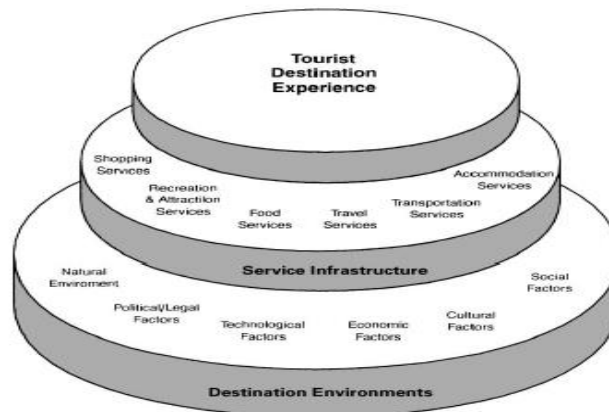 Tourist
Destination
Experience
Shopping
Services
Recreation
& Attractilon
Services
Food
Services
Travel
Services
Transportation
Services
Accommodation
Services
Service Infrastructure
Natural
Enviroment
Political/Legal
Factors
Technological
Factors
Economic
Factors
Cultural
Factors
Social
Factors
Destination Environments